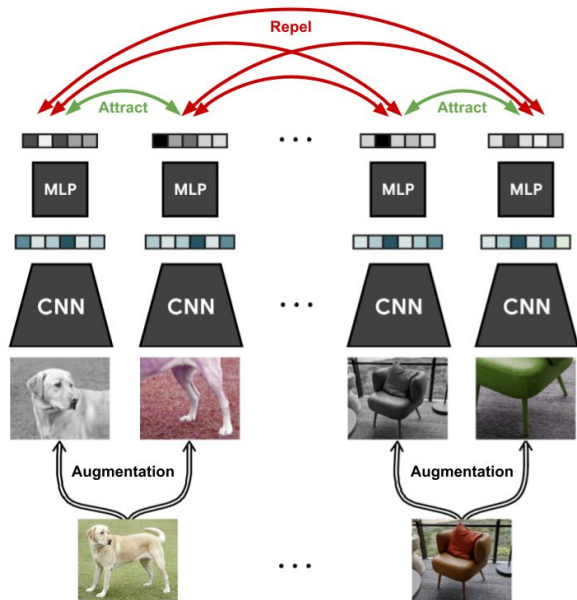 Repel
Attract
Attract
MLP
MLP
MLP
MLP
CNN
CNN
CNN
CNN
Augmentation
Augmentation